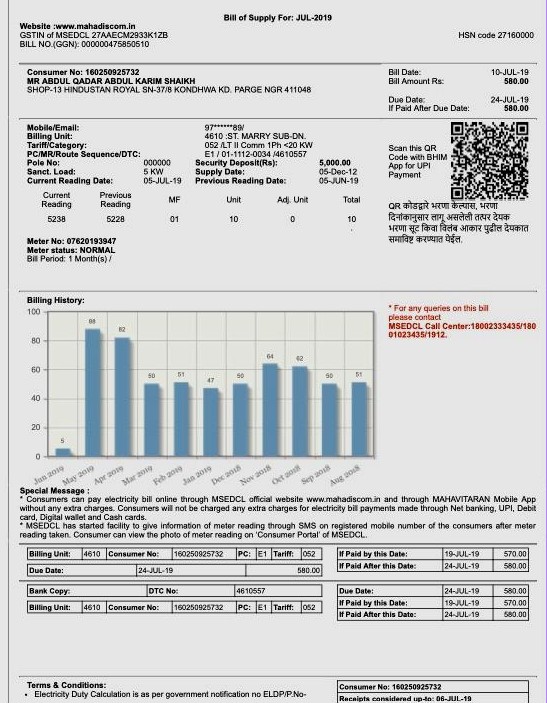 Bill of Supply For: JUL-2019
Website :www.mahadiscom.in
GSTIN of MSEDCL 27AAECM2933K1ZB
BILL NO.(GGN): 000000475850510
HSN code 27160000
Consumer No: 160250925732
MR ABDUL QADAR ABDUL KARIM SHAIKH
SHOP-13 HINDUSTAN ROYAL SN-37/8 KONDHWA KD. PARGE NGR 411048
Bill Date: 10-JUL-19
Bill Amount Rs: 580.00
Due Date: 24-JUL-19
If Paid After Due Date: 580.00
Mobile/Email: 97******89/
Billing Unit: 4610 :ST. MARRY SUB-DN.
Tariff/Category: 052 /LT II Comm 1Ph <20 KW
PC/MR/Route Sequence/DTC: E1 / 01-1112-0034 /4610557
Pole No: 000000 Security Deposit(Rs): 5,000.00
Sanct. Load: 5 KW Supply Date: 05-Dec-12
Current Reading Date: 05-JUL-19 Previous Reading Date: 05-JUN-19
Scan this QR
Code with BHIM
App for UPI
Payment
QR कोडद्वारे भरणा केल्यास, भरणा
दिनांकानुसार लागू असलेली तत्पर देयक
भरणा सूट किंवा विलंब आकार पुढील देयकात
समाविष्ट करण्यात येईल.
Current Reading Previous Reading MF Unit Adj. Unit Total
5238 5228 01 10 0 10
Meter No: 07620193947
Meter status: NORMAL
Bill Period: 1 Month(s) /
Billing History:
100
80
60
40
20
0
5 88 82 50 51 47 50 64 62 50 51
Jun 2019 May 2019 Apr 2019 Mar 2019 Feb 2019 Jan 2019 Dec 2018 Nov 2018 Oct 2018 Sep 2018 Aug 2018
* For any queries on this bill
please contact
MSEDCL Call Center:18002333435/180
01023435/1912.
Special Message :
* Consumers can pay electricity bill online through MSEDCL official website www.mahadiscom.in and through MAHAVITARAN Mobile App
without any extra charges. Consumers will not be charged any extra charges for electricity bill payments made through Net banking, UPI, Debit
card, Digital wallet and Cash cards.
* MSEDCL has started facility to give information of meter reading through SMS on registered mobile number of the consumers after meter
reading taken. Consumer can view the photo of meter reading on 'Consumer Portal' of MSEDCL.
Billing Unit: 4610 Consumer No: 160250925732 PC: E1 Tariff: 052
Due Date: 24-JUL-19 580.00
If Paid by this Date: 19-JUL-19 570.00
If Paid After this Date: 24-JUL-19 580.00
Bank Copy: DTC No: 4610557
Billing Unit: 4610 Consumer No: 160250925732 PC: E1 Tariff: 052
Due Date: 24-JUL-19 580.00
If Paid by this Date: 19-JUL-19 570.00
If Paid After this Date: 24-JUL-19 580.00
Terms & Conditions:
• Electricity Duty Calculation is as per government notification no ELDP/P.No-
Consumer No: 160250925732
Receipts considered up-to: 06-JUL-19